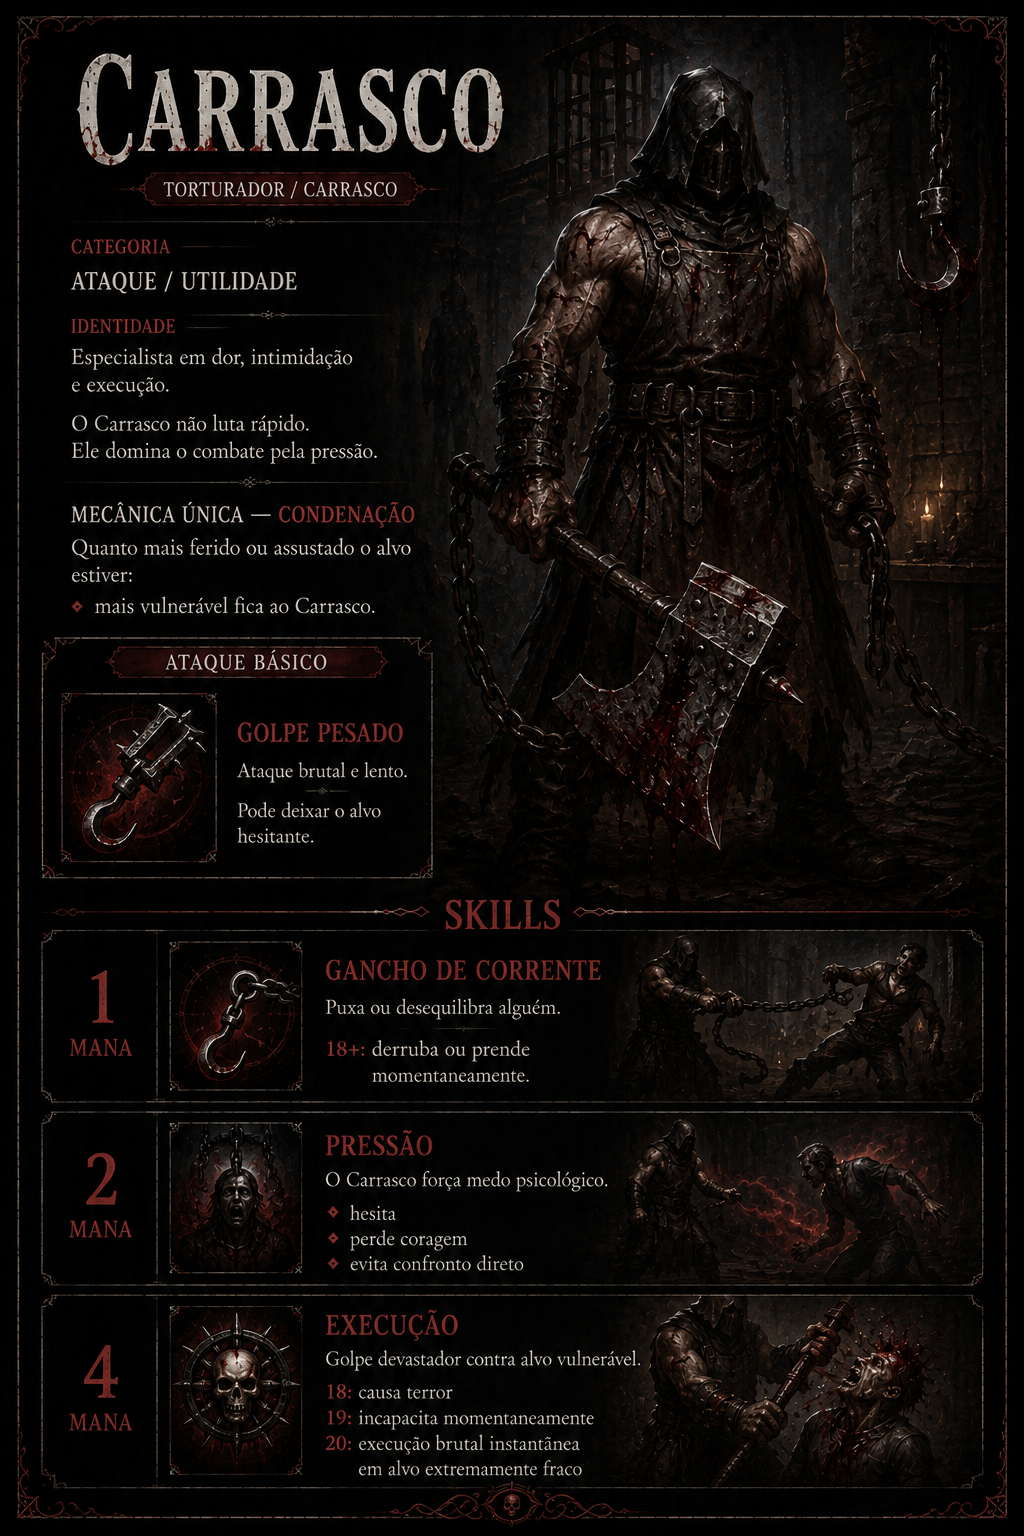 CARRASCO
TORTURADOR / CARRASCO
CATEGORIA
ATAQUE / UTILIDADE
IDENTIDADE
Especialista em dor, intimidação
e execução.
O Carrasco não luta rápido.
Ele domina o combate pela pressão.
MECÂNICA ÚNICA — CONDENAÇÃO
Quanto mais ferido ou assustado o alvo
estiver:
mais vulnerável fica ao Carrasco.
ATAQUE BÁSICO
GOLPE PESADO
Ataque brutal e lento.
Pode deixar o alvo
hesitante.
SKILLS
1
MANA
GANCHO DE CORRENTE
Puxa ou desequilibra alguém.
18+: derruba ou prende
momentaneamente.
2
MANA
PRESSÃO
O Carrasco força medo psicológico.
hesita
perde coragem
evita confronto direto
4
MANA
EXECUÇÃO
Golpe devastador contra alvo vulnerável.
18: causa terror
19: incapacita momentaneamente
20: execução brutal instantânea
em alvo extremamente fraco